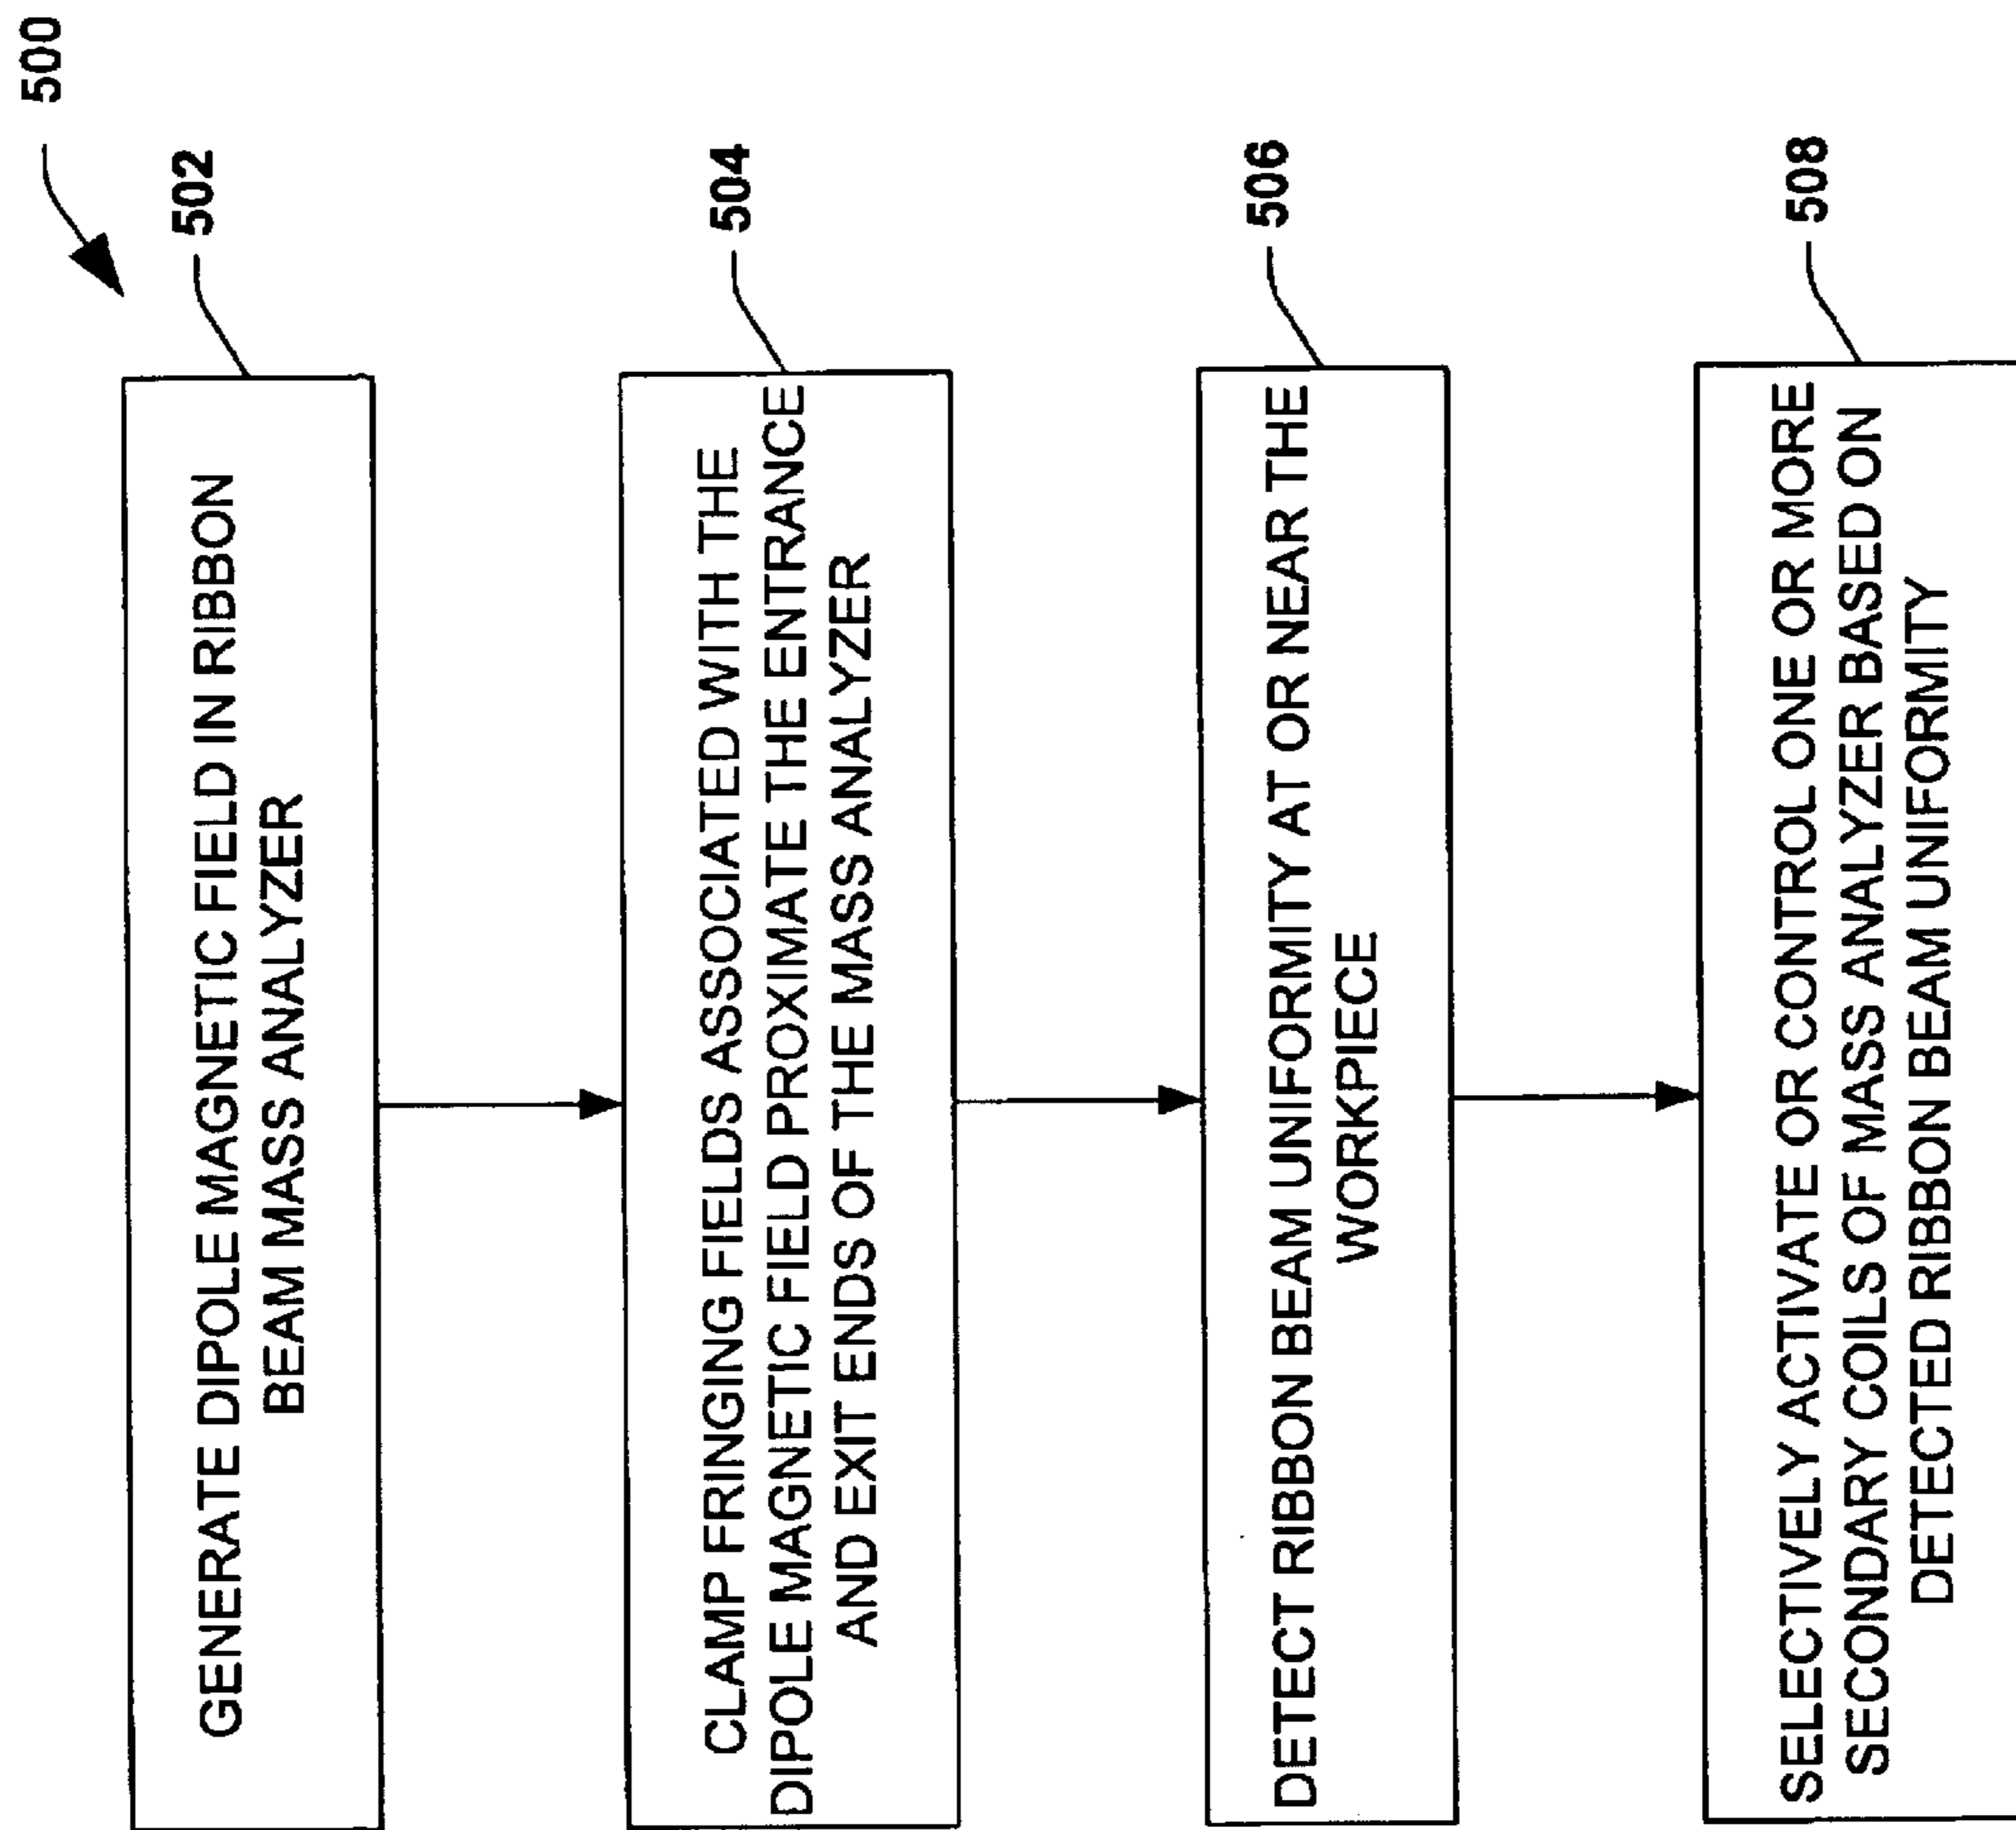 500
502
GENERATE DIPOLE MAGNETIC FIELD IN RIBBON
BEAM MASS ANALYZER
504
CLAMP FRINGING FIELDS ASSOCIATED WITH THE
DIPOLE MAGNETIC FIELD PROXIMATE THE ENTRANCE
AND EXIT ENDS OF THE MASS ANALYZER
506
DETECT RIBBON BEAM UNIFORMITY AT OR NEAR THE
WORKPIECE
508
SELECTIVELY ACTIVATE OR CONTROL ONE OR MORE
SECONDARY COILS OF MASS ANALYZER BASED ON
DETECTED RIBBON BEAM UNIFORMITY